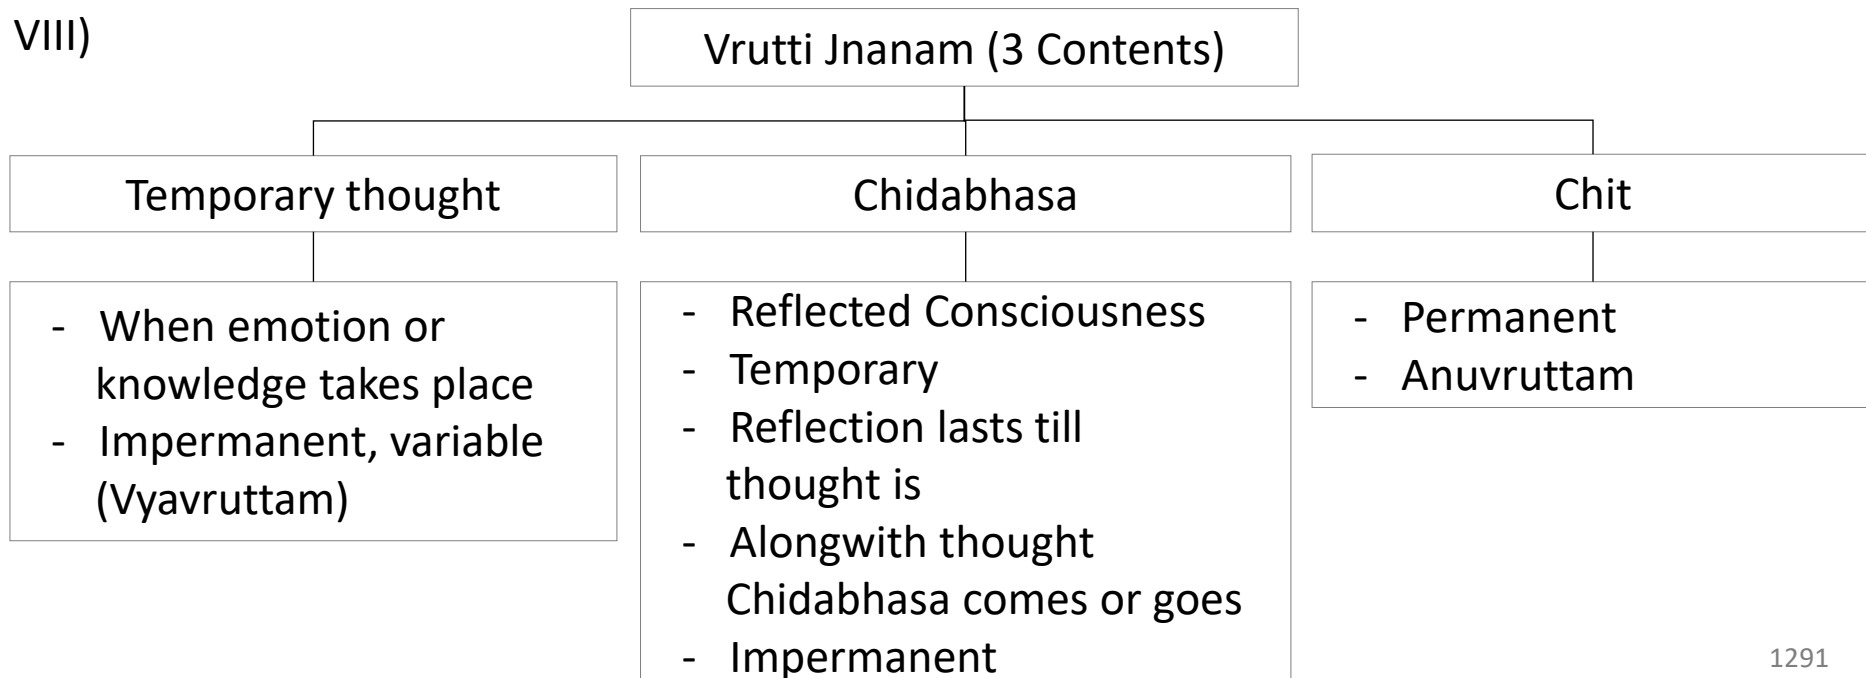 VIII)
Vrutti Jnanam (3 Contents)
Temporary thought
- When emotion or
knowledge takes place
- Impermanent, variable
(Vyavruttam)
Chidabhasa
- Reflected Consciousness
- Temporary
- Reflection lasts till
thought is
- Alongwith thought
Chidabhasa comes or goes
- Impermanent
Chit
- Permanent
- Anuvruttam
1291